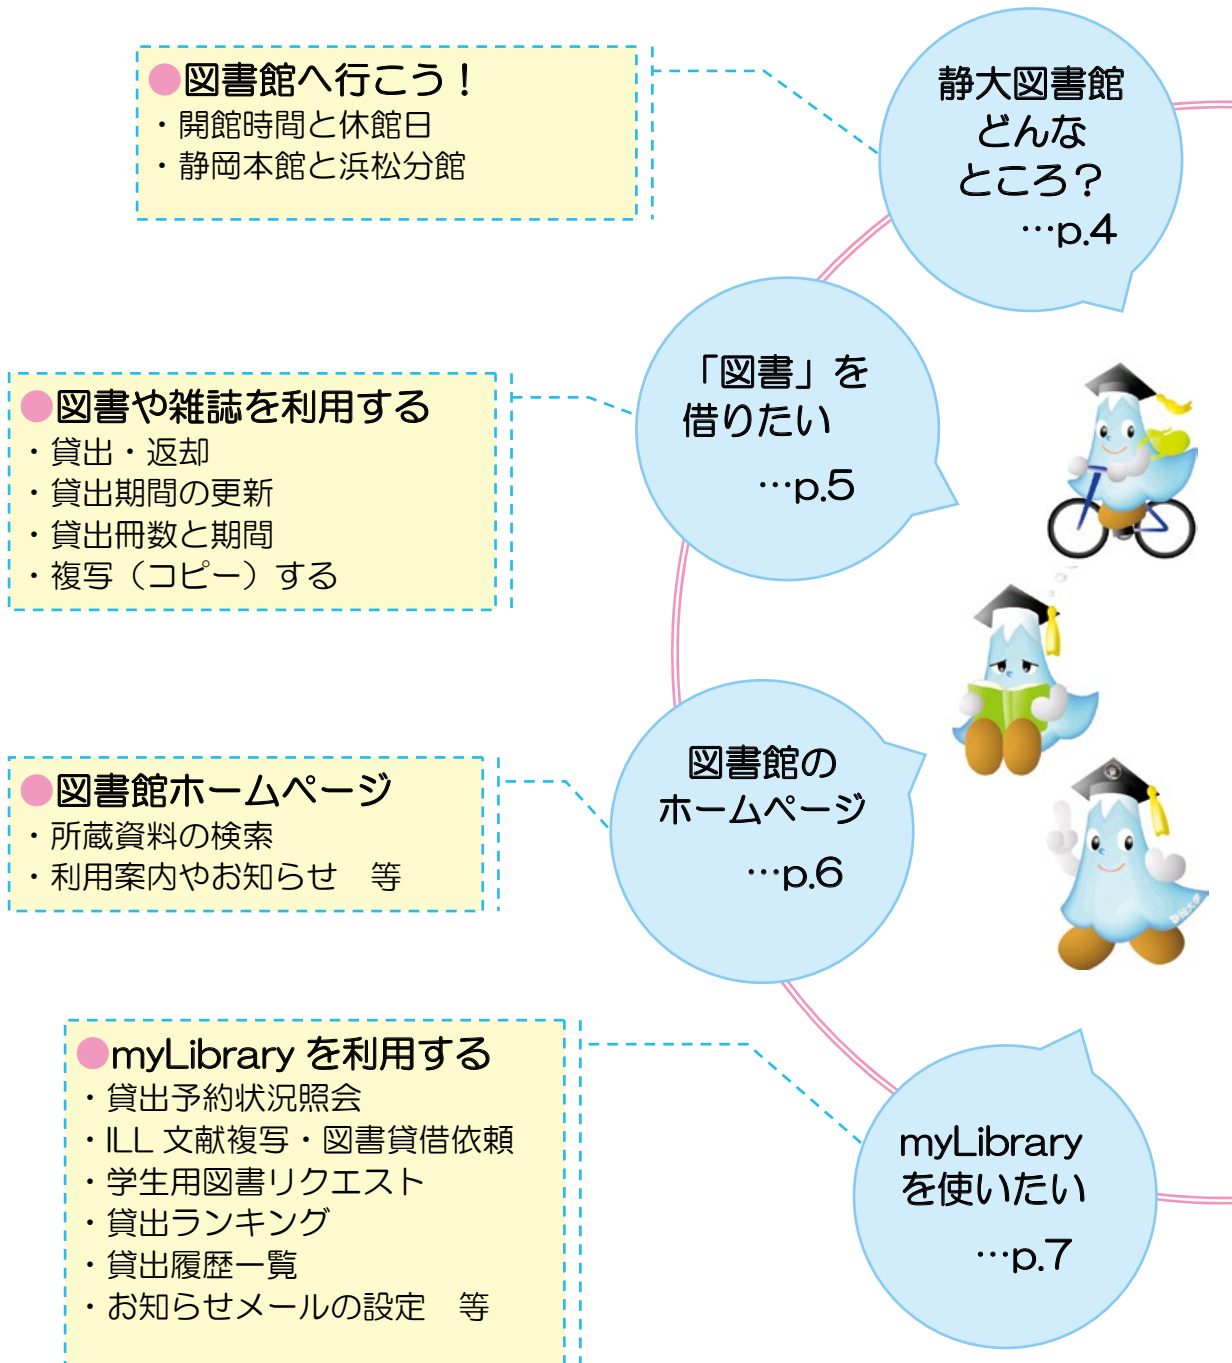 ●図書館へ行こう！
・開館時間と休館日
・静岡本館と浜松分館
静大図書館
どんな
ところ？
…p.4
●図書や雑誌を利用する
・貸出・返却
・貸出期間の更新
・貸出冊数と期間
・複写（コピー）する
「図書」を
借りたい
…p.5
●図書館ホームページ
・所蔵資料の検索
・利用案内やお知らせ　等
図書館の
ホームページ
…p.6
静岡大学
●myLibrary を利用する
・貸出予約状況照会
・ILL 文献複写・図書貸借依頼
・学生用図書リクエスト
・貸出ランキング
・貸出履歴一覧
・お知らせメールの設定　等
myLibrary
を使いたい
…p.7